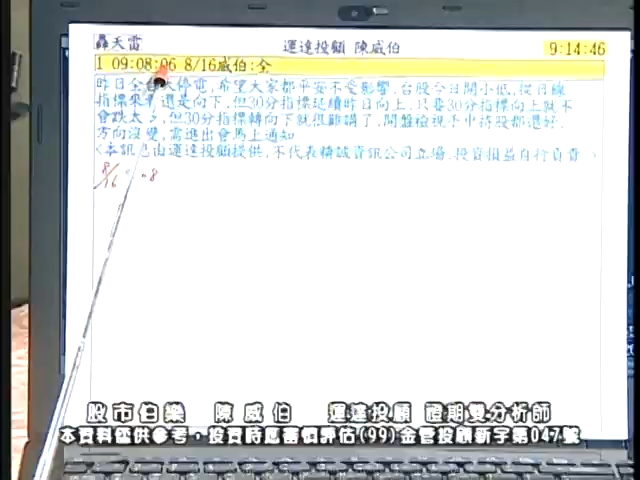 轟天雷 運達投顧 陳威伯 9:14:46
1 09:08:06 8/16威伯:全
昨日全 大停電,希望大家都平安不受影響,台股今日開小低,從日線
指標來看還是向下,但30分指標延續昨日向上,只要30分指標向上就不
會跌太 ,但30分指標轉向下就很難講了,開盤檢視手中持股都還好,
方向沒變,需進出會馬上通知
(本訊息由運達投顧提供,不代表精誠資訊公司立場,投資損益自行負責 )
8/16
股市伯樂 陳威伯 運達投顧 證期雙分析師
本資料僅供參考,投資時應審慎評估(99)金管投顧新字第047號